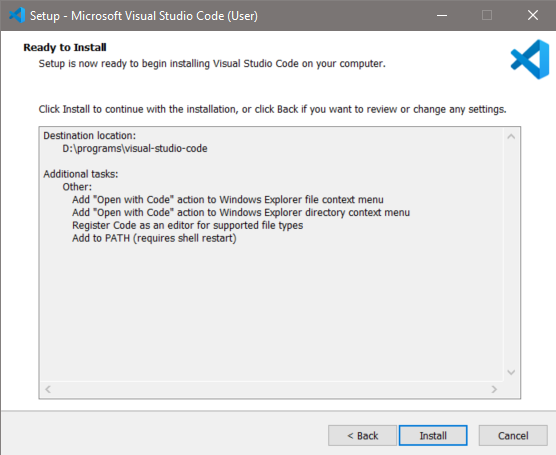 Setup - Microsoft Visual Studio Code (User)
Ready to Install
Setup is now ready to begin installing Visual Studio Code on your computer.
Click Install to continue with the installation, or click Back if you want to review or change any settings.
Destination location:
D:\programs\visual-studio-code
Additional tasks:
Other:
Add "Open with Code" action to Windows Explorer file context menu
Add "Open with Code" action to Windows Explorer directory context menu
Register Code as an editor for supported file types
Add to PATH (requires shell restart)
< Back
Install
Cancel